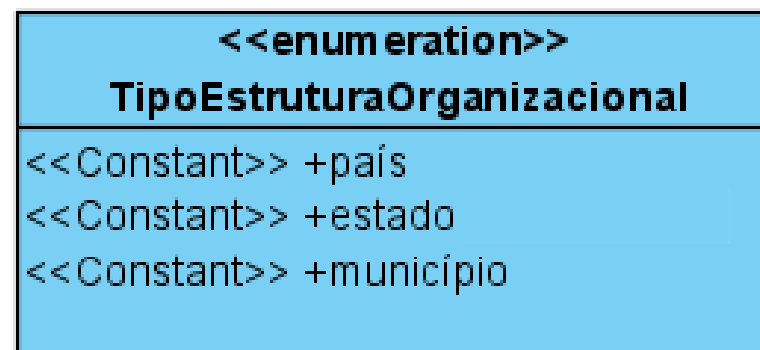 <<enumeration>>
TipoEstruturaOrganizacional
<<Constant>> +país
<<Constant>> +estado
<<Constant>> +município